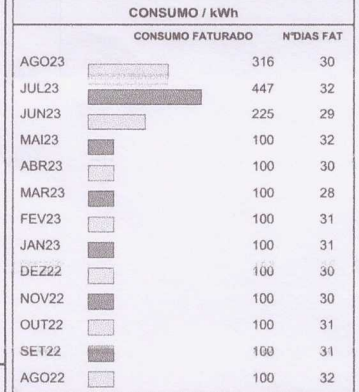 CONSUMO / kWh
CONSUMO FATURADO NºDIAS FAT
AGO23 316 30
JUL23 447 32
JUN23 225 29
MAI23 100 32
ABR23 100 30
MAR23 100 28
FEV23 100 31
JAN23 100 31
DEZ22 100 30
NOV22 100 30
OUT22 100 31
SET22 100 31
AGO22 100 32